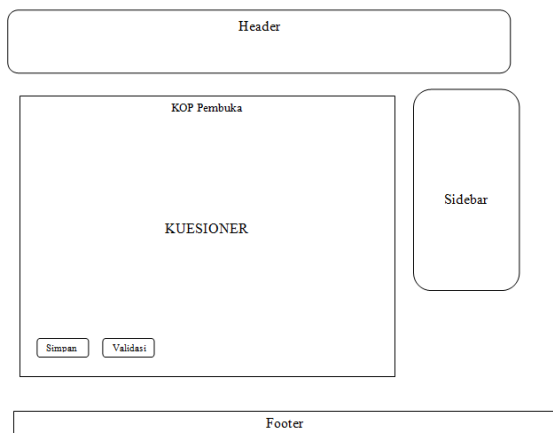 Header
KOP Pembuka
Sidebar
KUESIONER
Simpan
Validasi
Footer